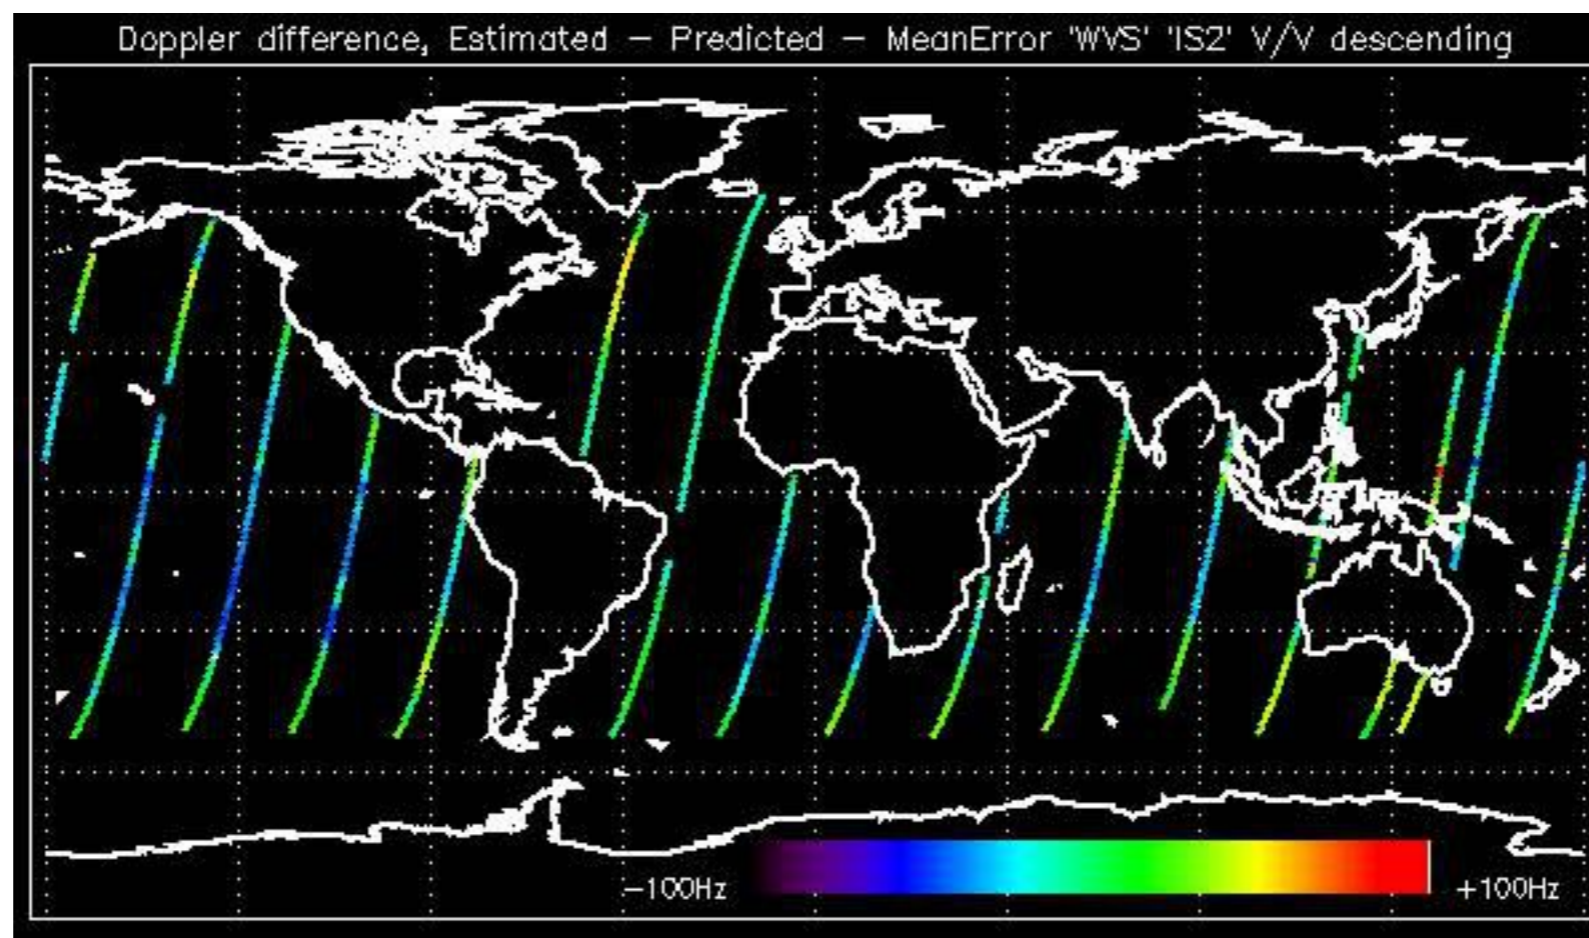 Doppler difference, Estimated − Predicted − MeanError 'WVS' 'IS2' V/V descending
−100Hz
+100Hz